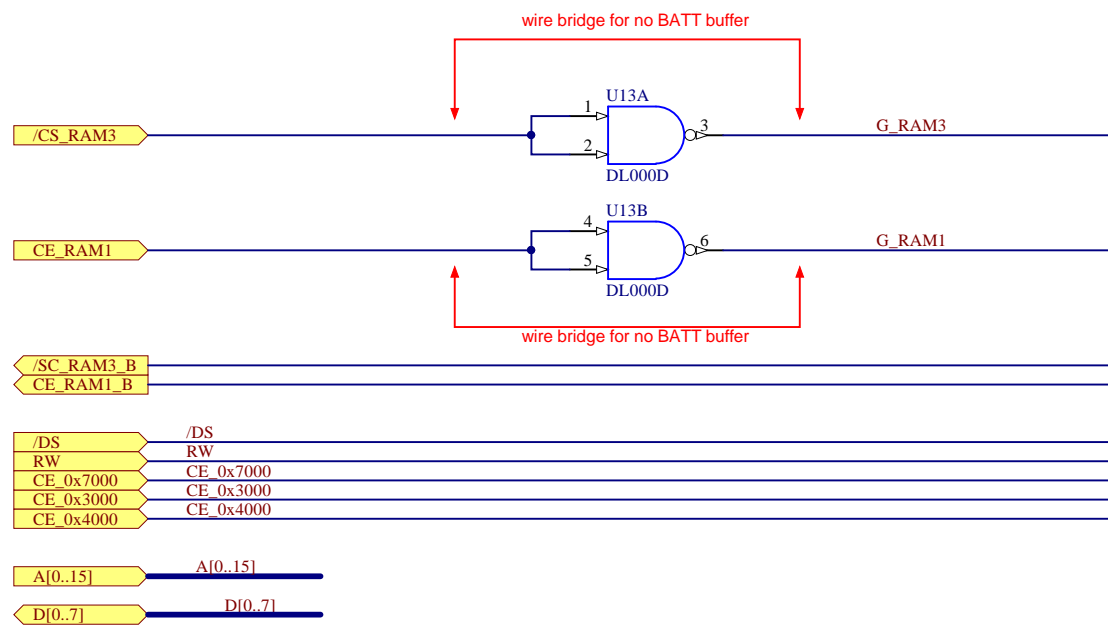 wire bridge for no BATT buffer
U13A
1
/CS_RAM3
3
G_RAM3
2
DL000D
U13B
4
CE_RAM1
6
G_RAM1
5
DL000D
wire bridge for no BATT buffer
/SC_RAM3_B
CE_RAM1_B
/DS
/DS
RW
RW
CE_0x7000
CE_0x7000
CE_0x3000
CE_0x3000
CE_0x4000
CE_0x4000
A[0..15]
A[0..15]
D[0..7]
D[0..7]